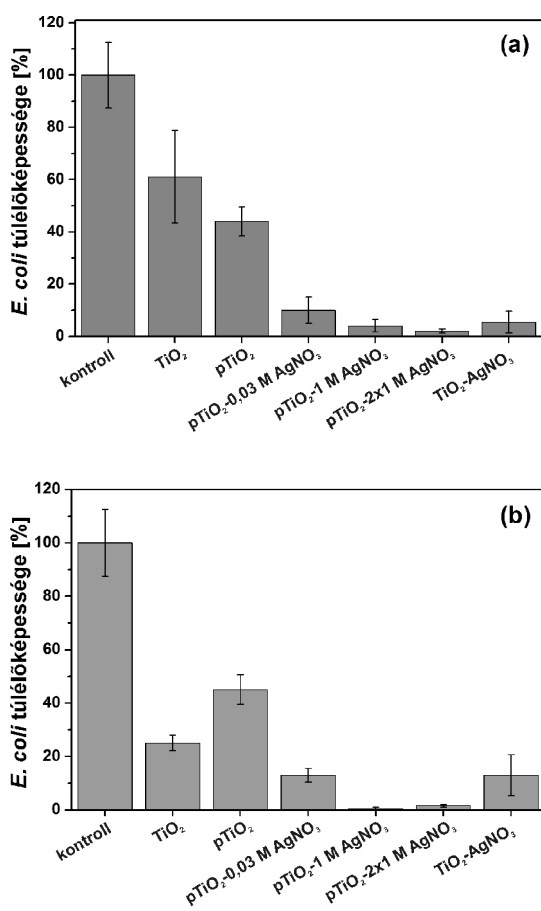 (a)
E. coli túlélőképessége [%]
120
100
80
60
40
20
0
kontroll
TiO₂
pTiO₂
pTiO₂-0,03 M AgNO₃
pTiO₂-1 M AgNO₃
pTiO₂-2x1 M AgNO₃
TiO₂-AgNO₃
(b)
E. coli túlélőképessége [%]
120
100
80
60
40
20
0
kontroll
TiO₂
pTiO₂
pTiO₂-0,03 M AgNO₃
pTiO₂-1 M AgNO₃
pTiO₂-2x1 M AgNO₃
TiO₂-AgNO₃